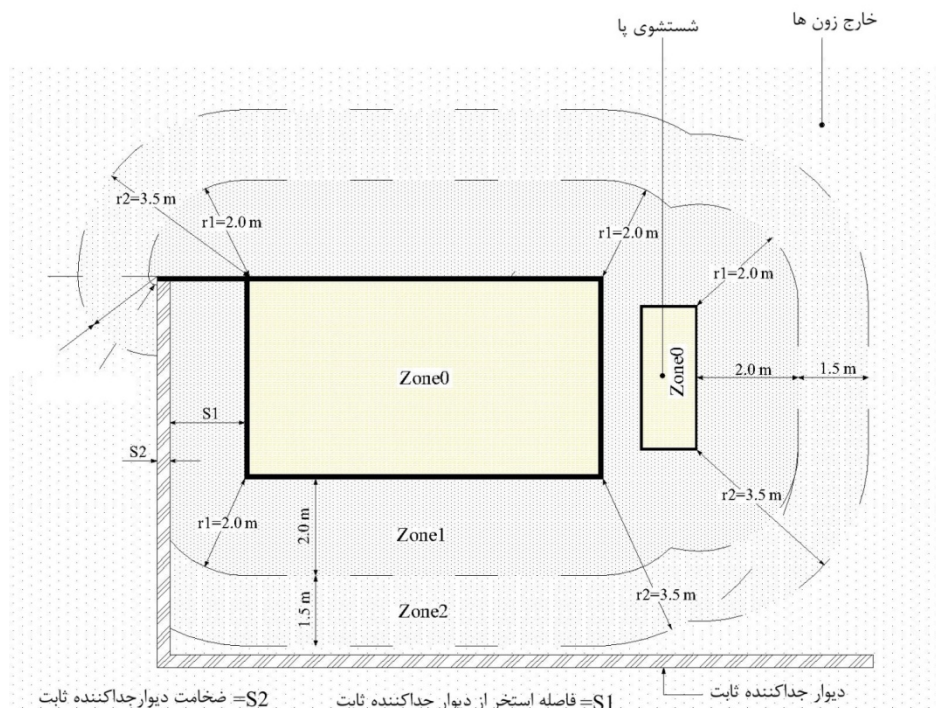 خارج زون ها
شستشوی پا
r2=3.5 m
r1=2.0 m
r1=2.0 m
r1=2.0 m
Zone0
Zone0
2.0 m
1.5 m
S1
S2
r1=2.0 m
2.0 m
Zone1
r2=3.5 m
1.5 m
Zone2
r2=3.5 m
دیوار جداکننده ثابت
S1= فاصله استخر از دیوار جداکننده ثابت
S2= ضخامت دیوارجداکننده ثابت